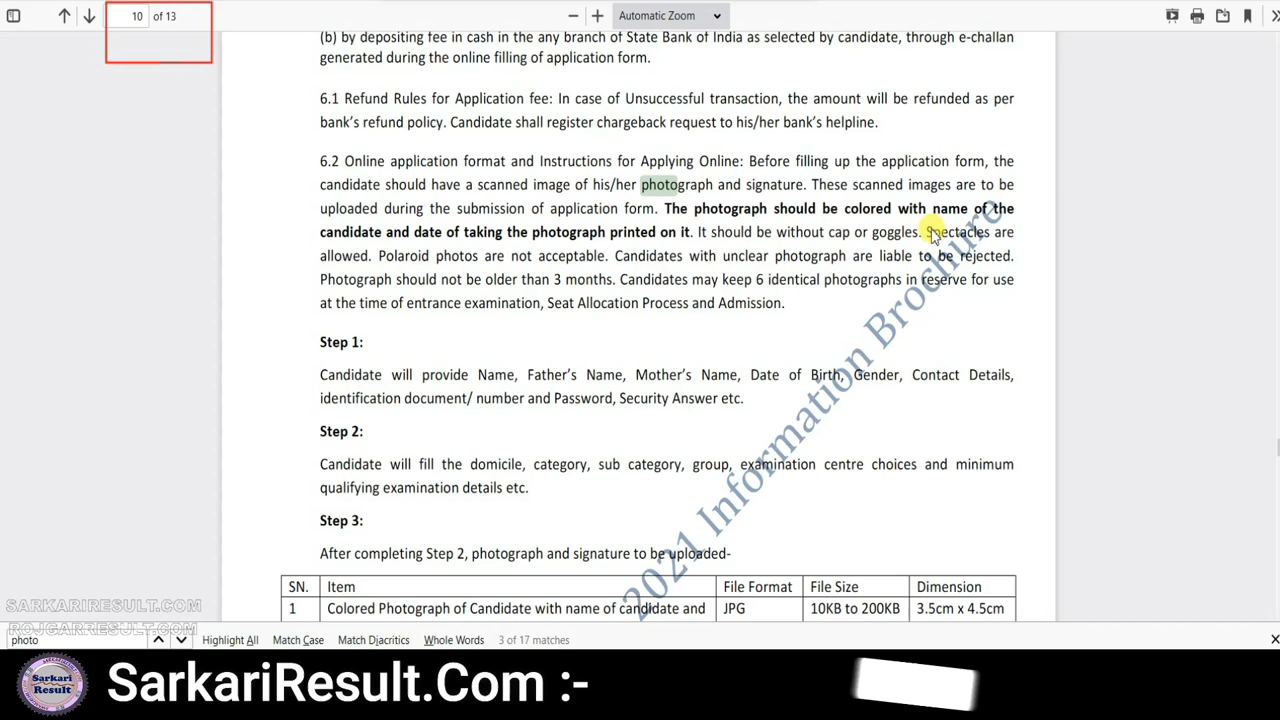 10 of 13
Automatic Zoom
(b) by depositing fee in cash in the any branch of State Bank of India as selected by candidate, through e-challan
generated during the online filling of application form.
6.1 Refund Rules for Application fee: In case of Unsuccessful transaction, the amount will be refunded as per
bank’s refund policy. Candidate shall register chargeback request to his/her bank’s helpline.
6.2 Online application format and Instructions for Applying Online: Before filling up the application form, the
candidate should have a scanned image of his/her photograph and signature. These scanned images are to be
uploaded during the submission of application form. The photograph should be colored with name of the
candidate and date of taking the photograph printed on it. It should be without cap or goggles. Spectacles are
allowed. Polaroid photos are not acceptable. Candidates with unclear photograph are liable to be rejected.
Photograph should not be older than 3 months. Candidates may keep 6 identical photographs in reserve for use
at the time of entrance examination, Seat Allocation Process and Admission.
Step 1:
Candidate will provide Name, Father’s Name, Mother’s Name, Date of Birth, Gender, Contact Details,
identification document/ number and Password, Security Answer etc.
Step 2:
Candidate will fill the domicile, category, sub category, group, examination centre choices and minimum
qualifying examination details etc.
Step 3:
After completing Step 2, photograph and signature to be uploaded-
SN. Item File Format File Size Dimension
1 Colored Photograph of Candidate with name of candidate and JPG 10KB to 200KB 3.5cm x 4.5cm
2021 Information Brochure
SARKARIRESULT.COM
ROJGARRESULT.COM
photo Highlight All Match Case Match Diacritics Whole Words 3 of 17 matches
Sarkari
Result
SarkariResult.Com :-